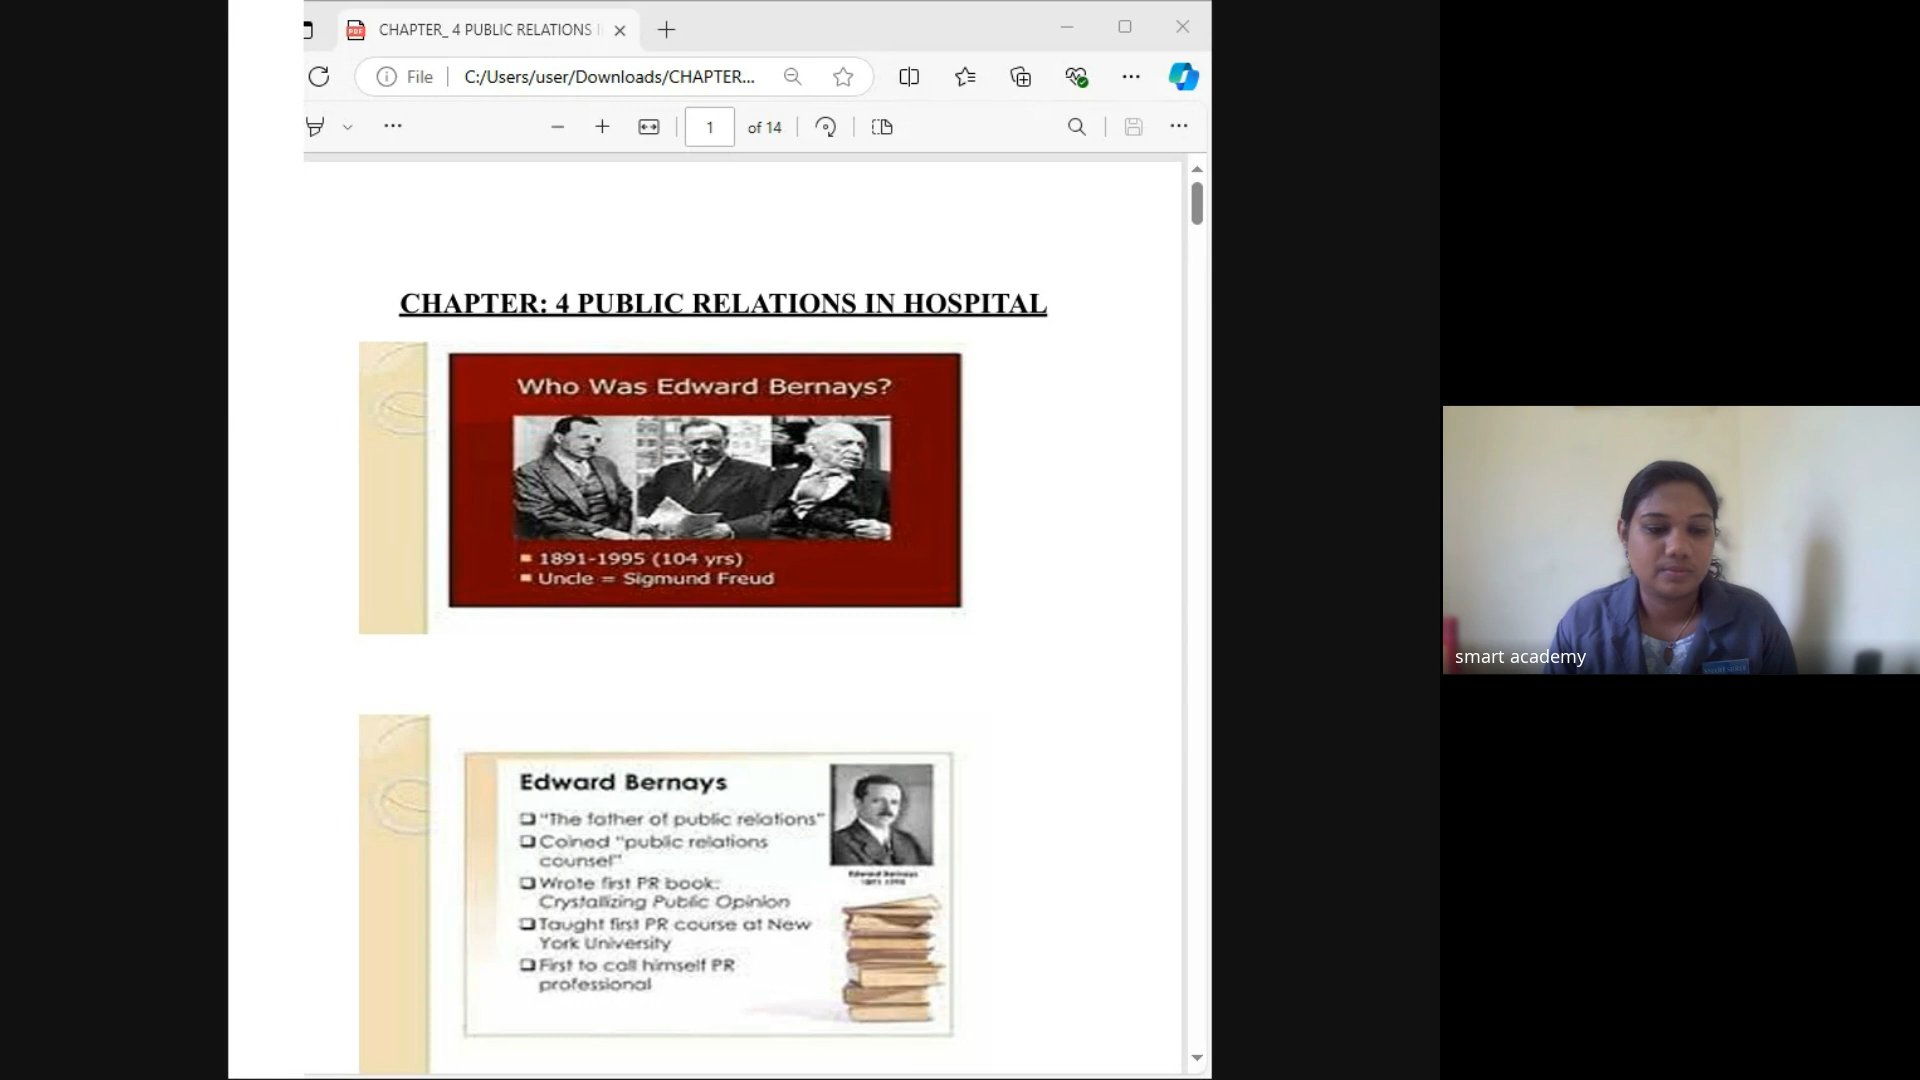 CHAPTER_ 4 PUBLIC RELATIONS I
File
C:/Users/user/Downloads/CHAPTER...
1
of 14
CHAPTER: 4 PUBLIC RELATIONS IN HOSPITAL
Who Was Edward Bernays?
1891-1995 (104 yrs)
Uncle = Sigmund Freud
Edward Bernays
"The father of public relations"
Coined "public relations
counsel"
Wrote first PR book:
Crystallizing Public Opinion
Taught first PR course at New
York University
First to call himself PR
professional
Edward Bernays
smart academy